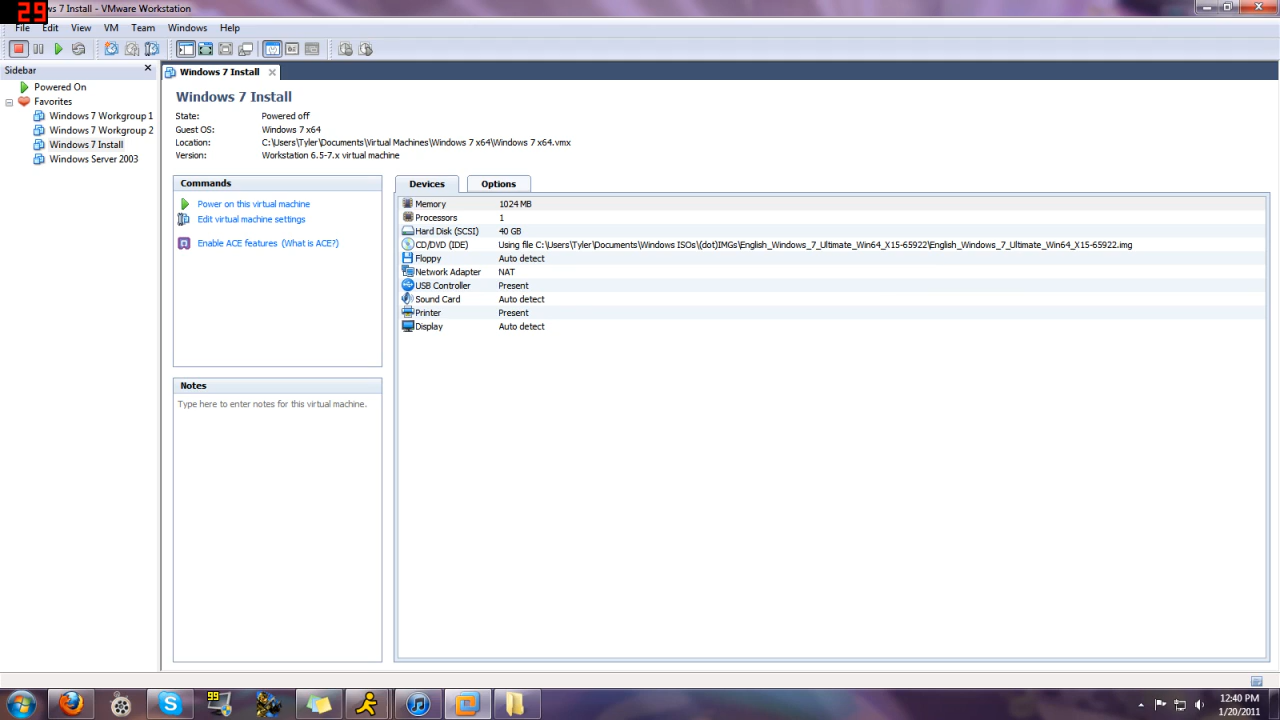 29
ws 7 Install - VMware Workstation
File Edit View VM Team Windows Help
Sidebar
Powered On
Favorites
Windows 7 Workgroup 1
Windows 7 Workgroup 2
Windows 7 Install
Windows Server 2003
Windows 7 Install
Windows 7 Install
State: Powered off
Guest OS: Windows 7 x64
Location: C:\Users\Tyler\Documents\Virtual Machines\Windows 7 x64\Windows 7 x64.vmx
Version: Workstation 6.5-7.x virtual machine
Commands
Power on this virtual machine
Edit virtual machine settings
Enable ACE features (What is ACE?)
Notes
Type here to enter notes for this virtual machine.
Devices Options
Memory 1024 MB
Processors 1
Hard Disk (SCSI) 40 GB
CD/DVD (IDE) Using file C:\Users\Tyler\Documents\Windows ISOs\(dot)IMGs\English_Windows_7_Ultimate_Win64_X15-65922\English_Windows_7_Ultimate_Win64_X15-65922.img
Floppy Auto detect
Network Adapter NAT
USB Controller Present
Sound Card Auto detect
Printer Present
Display Auto detect
99
12:40 PM
1/20/2011